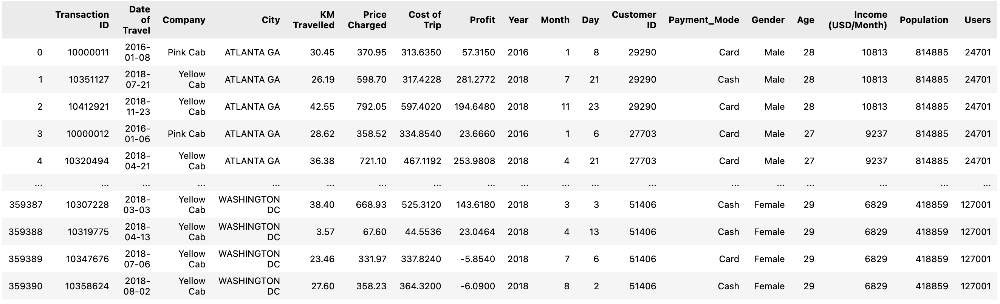 Transaction ID Date of Travel Company City KM Travelled Price Charged Cost of Trip Profit Year Month Day Customer ID Payment_Mode Gender Age Income (USD/Month) Population Users
0 10000011 2016-01-08 Pink Cab ATLANTA GA 30.45 370.95 313.6350 57.3150 2016 1 8 29290 Card Male 28 10813 814885 24701
1 10351127 2018-07-21 Yellow Cab ATLANTA GA 26.19 598.70 317.4228 281.2772 2018 7 21 29290 Cash Male 28 10813 814885 24701
2 10412921 2018-11-23 Yellow Cab ATLANTA GA 42.55 792.05 597.4020 194.6480 2018 11 23 29290 Card Male 28 10813 814885 24701
3 10000012 2016-01-06 Pink Cab ATLANTA GA 28.62 358.52 334.8540 23.6660 2016 1 6 27703 Card Male 27 9237 814885 24701
4 10320494 2018-04-21 Yellow Cab ATLANTA GA 36.38 721.10 467.1192 253.9808 2018 4 21 27703 Card Male 27 9237 814885 24701
... ... ... ... ... ... ... ... ... ... ... ... ... ... ... ... ... ... ...
359387 10307228 2018-03-03 Yellow Cab WASHINGTON DC 38.40 668.93 525.3120 143.6180 2018 3 3 51406 Cash Female 29 6829 418859 127001
359388 10319775 2018-04-13 Yellow Cab WASHINGTON DC 3.57 67.60 44.5536 23.0464 2018 4 13 51406 Cash Female 29 6829 418859 127001
359389 10347676 2018-07-06 Yellow Cab WASHINGTON DC 23.46 331.97 337.8240 -5.8540 2018 7 6 51406 Card Female 29 6829 418859 127001
359390 10358624 2018-08-02 Yellow Cab WASHINGTON DC 27.60 358.23 364.3200 -6.0900 2018 8 2 51406 Cash Female 29 6829 418859 127001